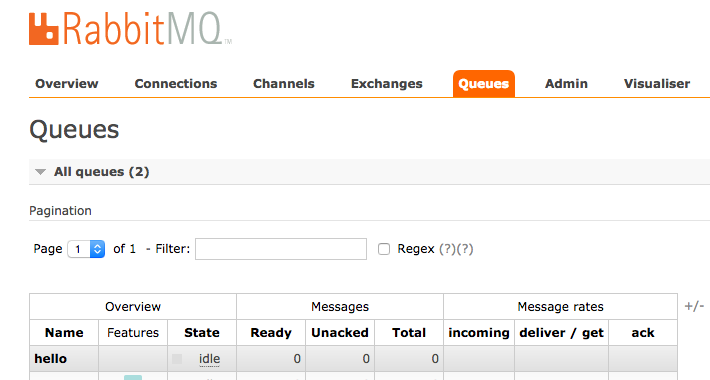 RabbitMQ™
Overview Connections Channels Exchanges Queues Admin Visualiser
Queues
All queues (2)
Pagination
Page 1 of 1 - Filter: Regex (?)(?)
Overview Messages Message rates +/-
Name Features State Ready Unacked Total incoming deliver / get ack
hello idle 0 0 0